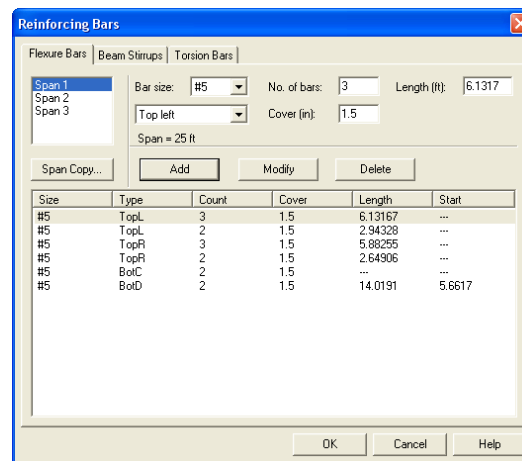 Reinforcing Bars
Flexure Bars Beam Stirrups Torsion Bars
Span 1 Bar size: #5 No. of bars: 3 Length (ft): 6.1317
Span 2
Span 3 Top left Cover (in): 1.5
Span = 25 ft
Span Copy... Add Modify Delete
Size Type Count Cover Length Start
#5 TopL 3 1.5 6.13167 ---
#5 TopL 2 1.5 2.94328 ---
#5 TopR 3 1.5 5.88255 ---
#5 TopR 2 1.5 2.64906 ---
#5 BotC 2 1.5 --- ---
#5 BotD 2 1.5 14.0191 5.6617
OK Cancel Help